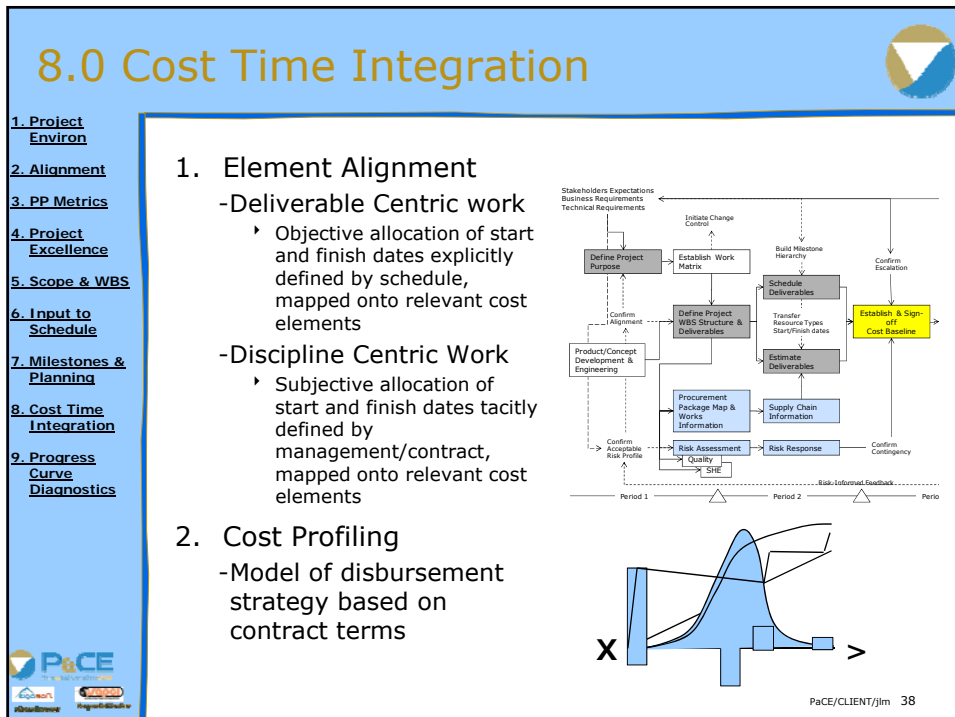 8.0 Cost Time Integration
1. Project
Environ
2. Alignment
3. PP Metrics
4. Project
Excellence
5. Scope & WBS
6. Input to
Schedule
7. Milestones &
Planning
8. Cost Time
Integration
9. Progress
Curve
Diagnostics
1. Element Alignment
-Deliverable Centric work
Objective allocation of start
and finish dates explicitly
defined by schedule,
mapped onto relevant cost
elements
-Discipline Centric Work
Subjective allocation of
start and finish dates tacitly
defined by
management/contract,
mapped onto relevant cost
elements
2. Cost Profiling
-Model of disbursement
strategy based on
contract terms
Stakeholders Expectations
Business Requirements
Technical Requirements
Initiate Change
Control
Define Project
Purpose
Establish Work
Matrix
Build Milestone
Hierarchy
Confirm
Escalation
Schedule
Deliverables
Confirm
Alignment
Define Project
WBS Structure &
Deliverables
Transfer
Resource Types
Start/Finish dates
Establish & Sign-
off
Cost Baseline
Product/Concept
Development &
Engineering
Estimate
Deliverables
Procurement
Package Map &
Works
Information
Supply Chain
Information
Confirm
Acceptable
Risk Profile
Risk Assessment
Risk Response
Confirm
Contingency
Quality
SHE
Risk-Informed Feedback
Period 1
Period 2
Perio
X
>
P&CE
PaCE/CLIENT/jlm 38